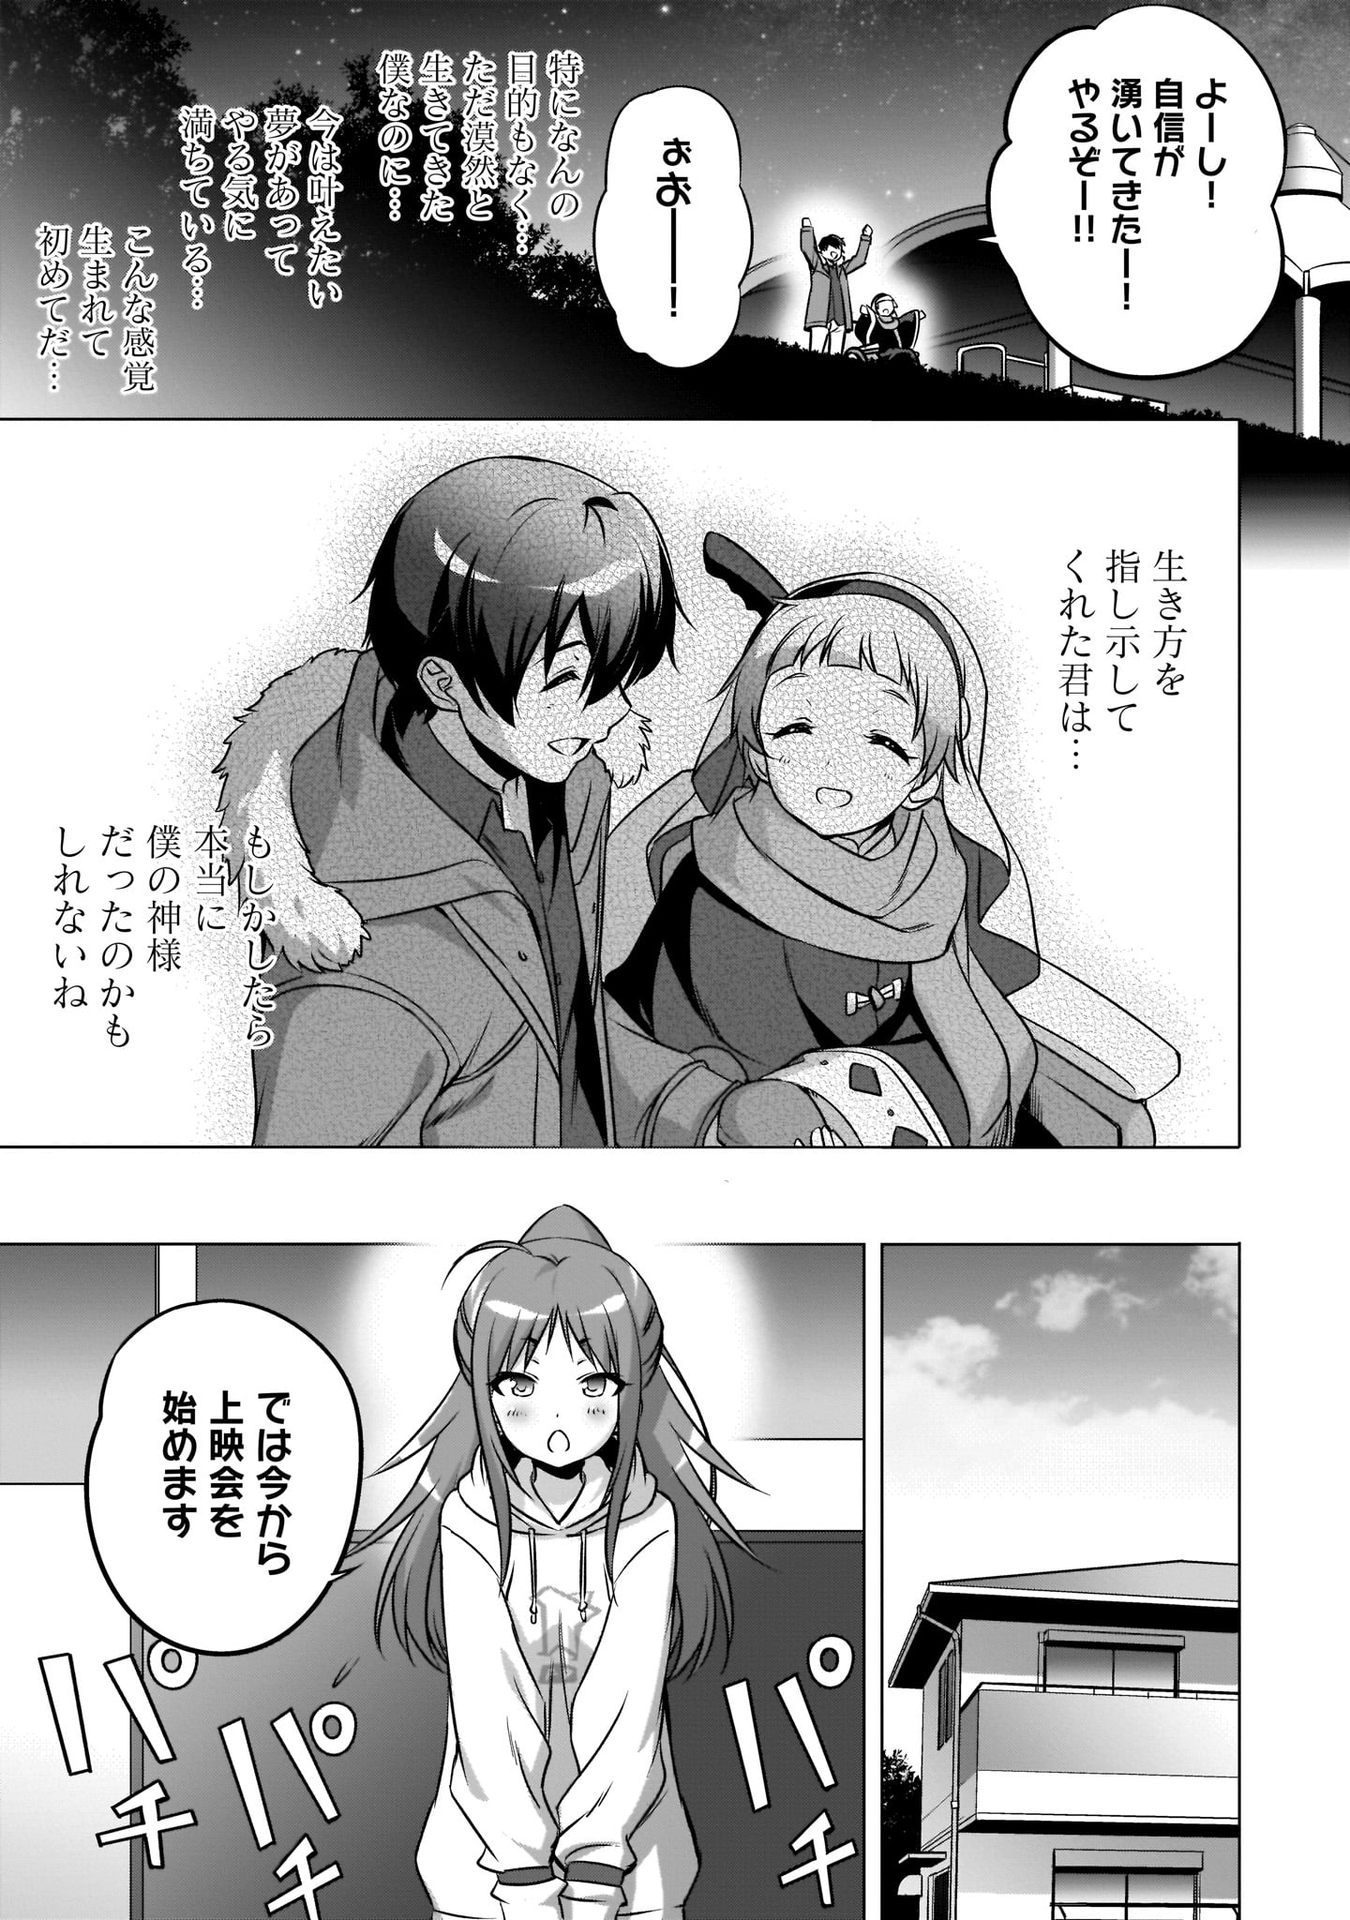 よーし!
自信が
湧いてきたー!
やるぞー!!
ぉお――!
特になんの
目的もなく…
ただ漠然と
生きてきた
僕なのに…
今は叶えたい
夢があって
やる気に
満ちている…
こんな感覚
生まれて
初めてだ…
生き方を
指し示して
くれた君は…
もしかしたら
本当に
僕の神様
だったのかも
しれないね
では今から
上映会を
始めます
パチ
パチ
パチ